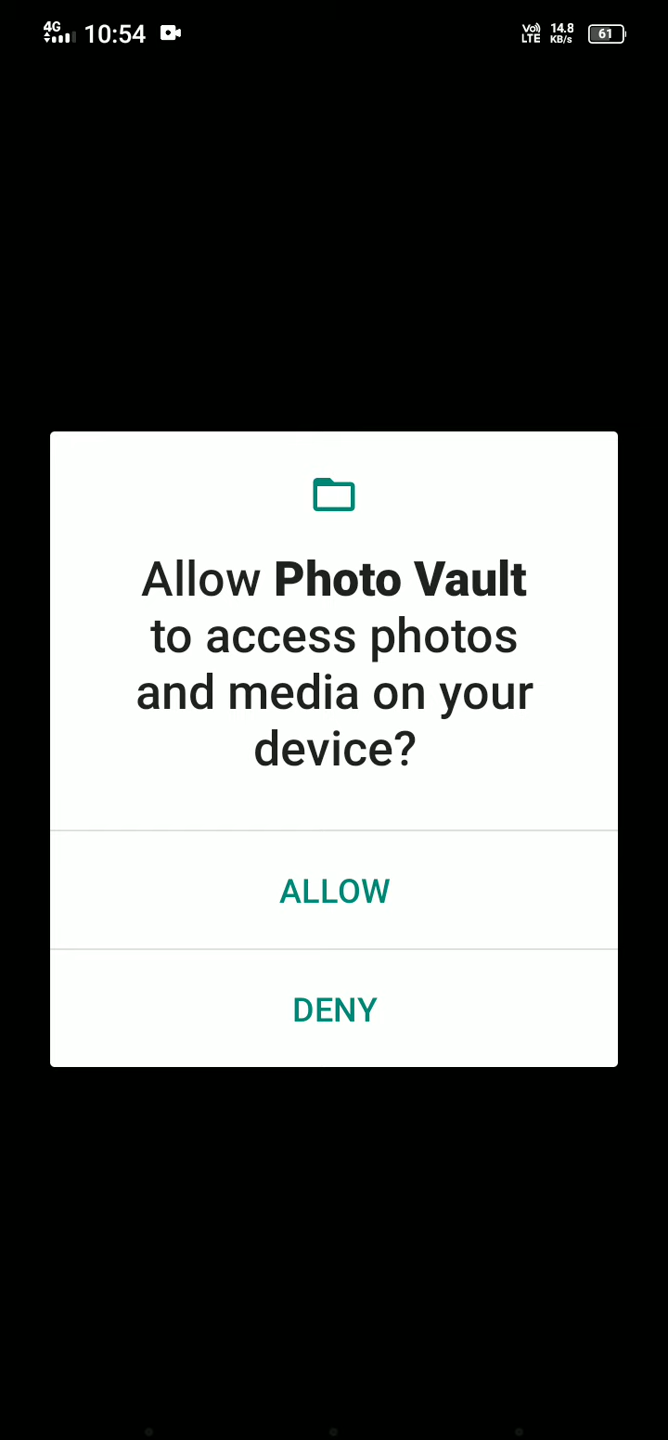 4G 10:54 Vo) LTE 14.8 KB/s 61
Allow Photo Vault
to access photos
and media on your
device?
ALLOW
DENY